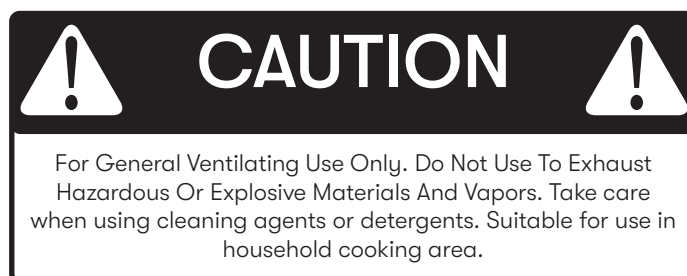 CAUTION
For General Ventilating Use Only. Do Not Use To Exhaust
Hazardous Or Explosive Materials And Vapors. Take care
when using cleaning agents or detergents. Suitable for use in
household cooking area.